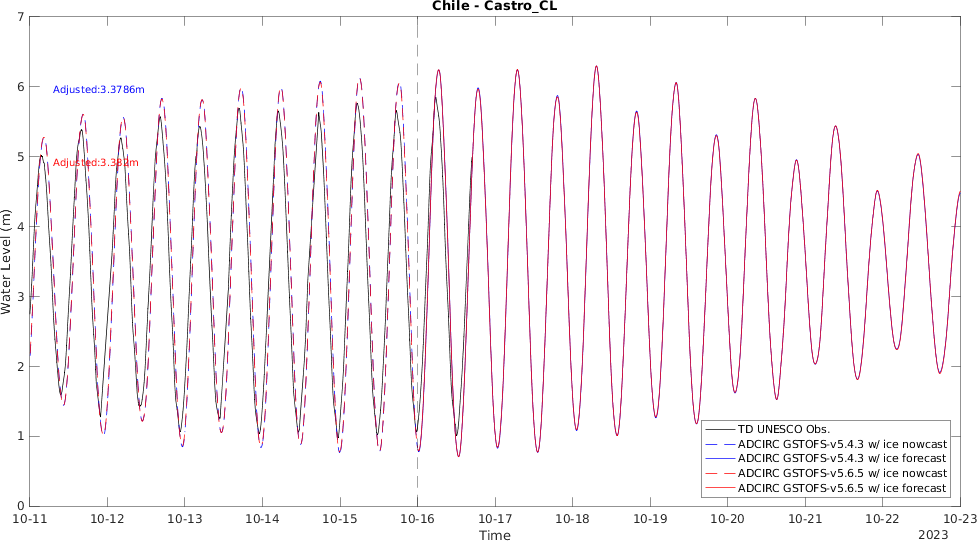 Chile - Castro_CL
7
6
5
4
3
2
1
0
Water Level (m)
Adjusted:3.3786m
Adjusted:3.382m
TD UNESCO Obs.
ADCIRC GSTOFS-v5.4.3 w/ ice nowcast
ADCIRC GSTOFS-v5.4.3 w/ ice forecast
ADCIRC GSTOFS-v5.6.5 w/ ice nowcast
ADCIRC GSTOFS-v5.6.5 w/ ice forecast
10-11 10-12 10-13 10-14 10-15 10-16 10-17 10-18 10-19 10-20 10-21 10-22 10-23
Time
2023